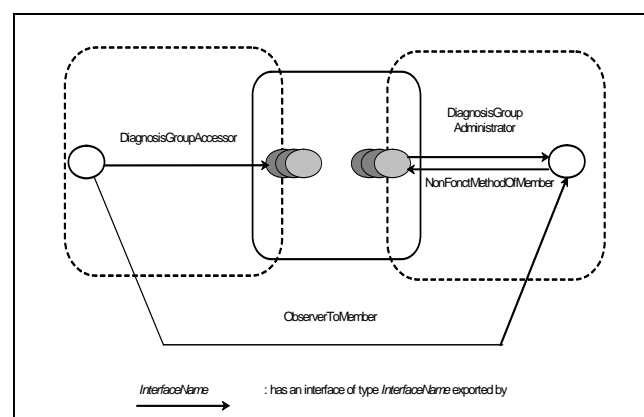 DiagnosisGroup
Administrator
DiagnosisGroupAccessor
NonFonctMethodOfMember
ObserverToMember
InterfaceName : has an interface of type InterfaceName exported by